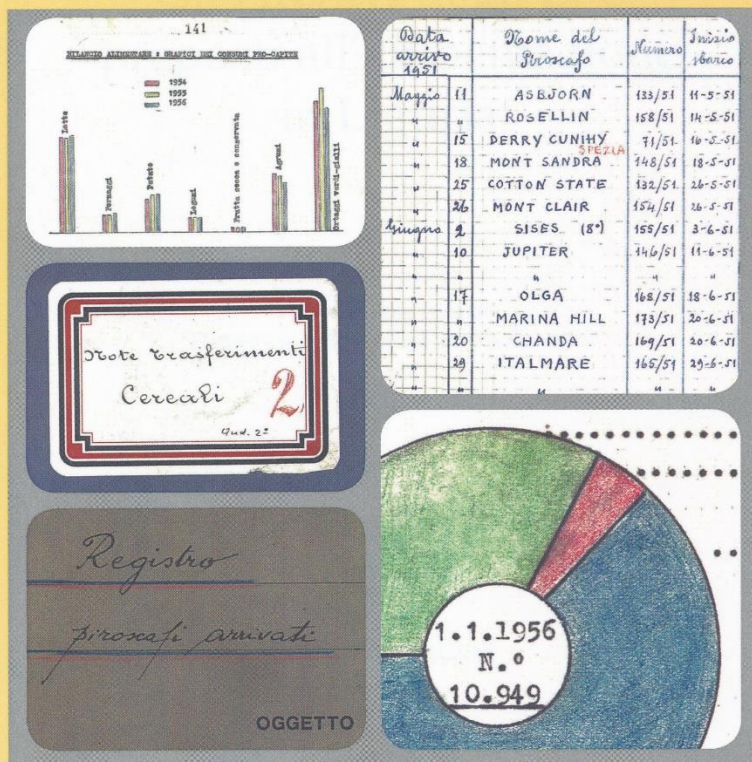 141
BILANCIO ALIMENTARE : GRAFICI DEI CONSUMI PRO-CAPITE
1954
1955
1956
Latte
Formaggi
Patate
Legumi
Frutta secca e conservata
Agrumi
Ortaggi verdi-gialli
Data arrivo 1951 Nome del Piroscafo Numero Inizio sbarco
Maggio 11 ASBJORN 133/51 11-5-51
" " ROSELLIN 158/51 14-5-51
" 15 DERRY CUNIHY 71/51 16-5-51
SPEZIA
" 18 MONT SANDRA 148/51 18-5-51
" 25 COTTON STATE 132/51 26-5-51
" 26 MONT CLAIR 154/51 26-5-51
Giugno 2 SISES (8°) 155/51 3-6-51
" 10 JUPITER 146/51 11-6-51
" " " "
" 17 OLGA 168/51 18-6-51
" " MARINA HILL 173/51 20-6-51
" 20 CHANDA 169/51 20-6-51
" 29 ITALMARE 165/51 29-6-51
" " " "
Note trasferimenti
Cereali 2
Quad. 2º
Registro
piroscafi arrivati
OGGETTO
1.1.1956
N.º
10.949